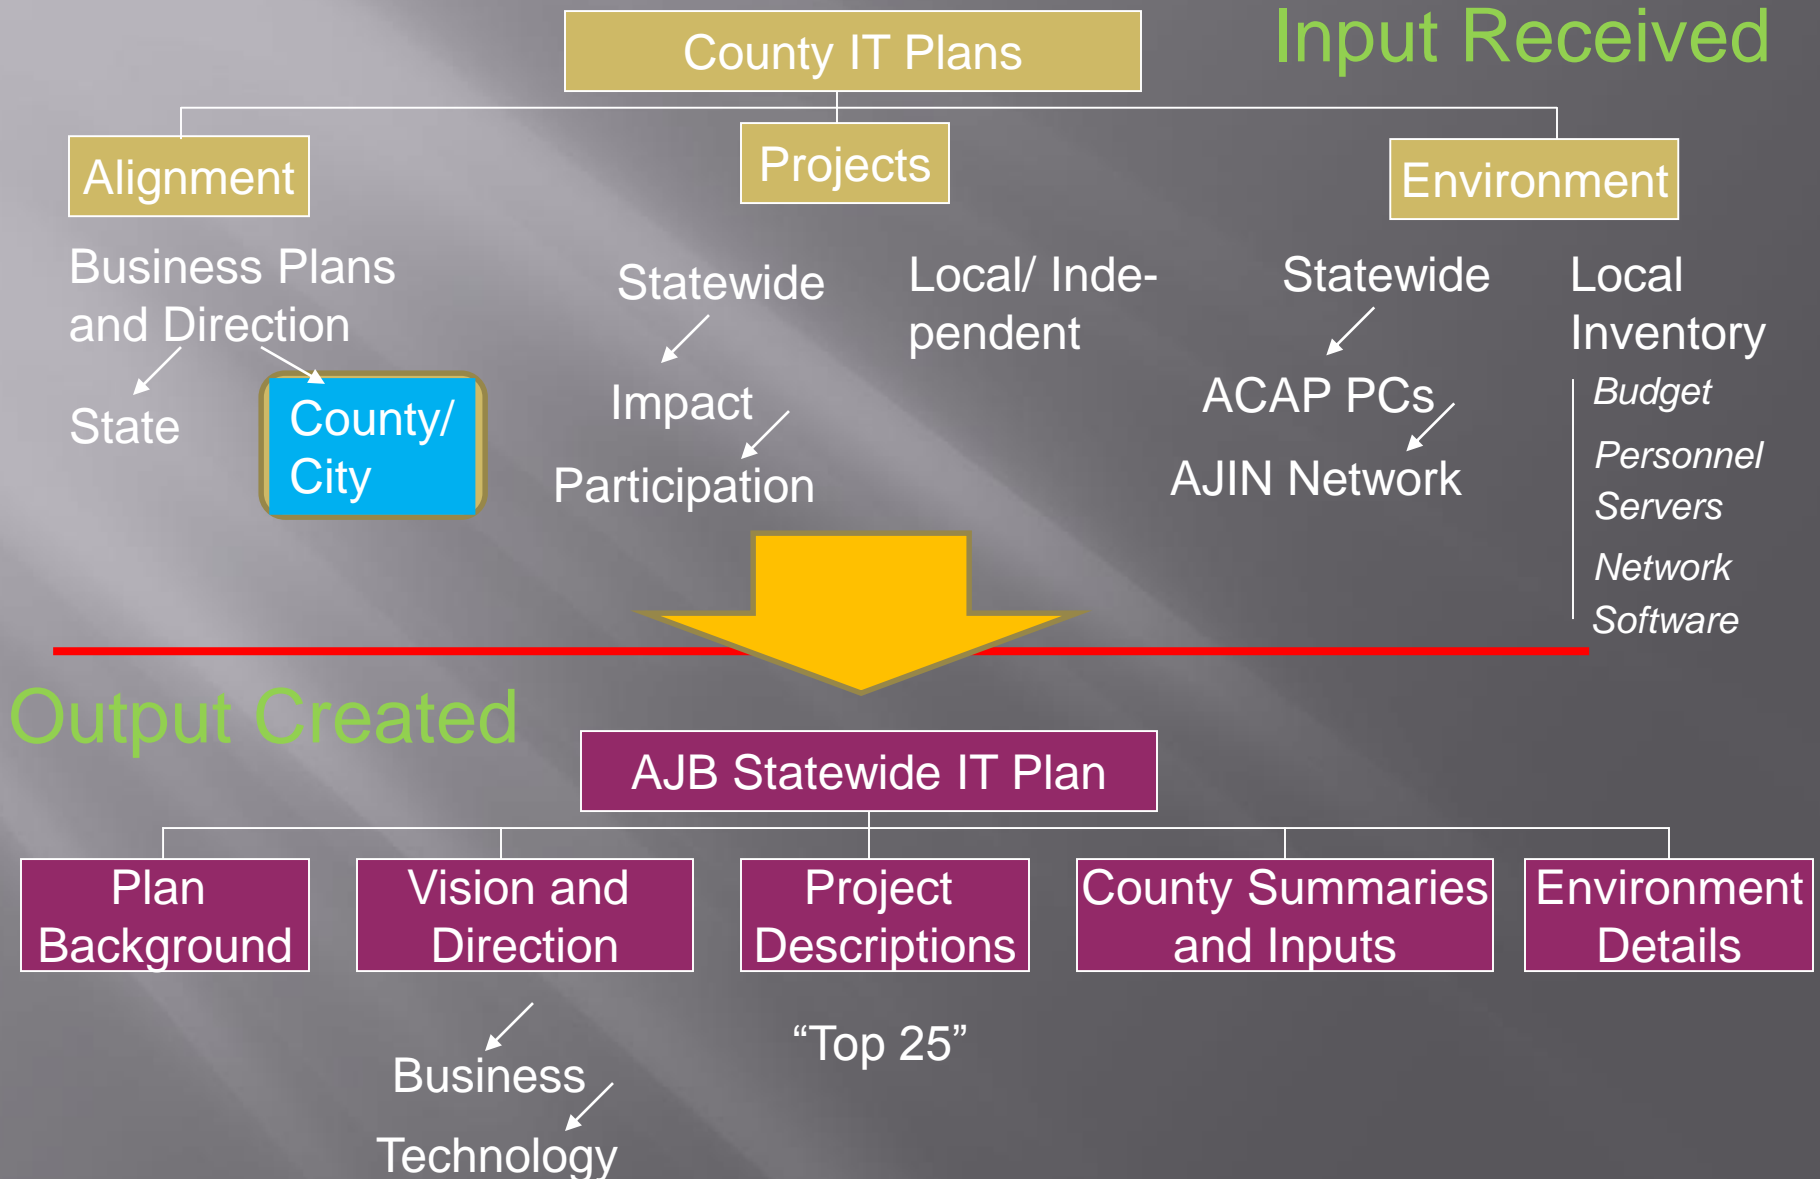 Input Received
County IT Plans
Alignment
Projects
Environment
Business Plans
and Direction
State
County/
City
Statewide
Impact
Participation
Local/ Inde-
pendent
Statewide
ACAP PCs
AJIN Network
Local
Inventory
Budget
Personnel
Servers
Network
Software
Output Created
AJB Statewide IT Plan
Plan
Background
Vision and
Direction
Project
Descriptions
County Summaries
and Inputs
Environment
Details
Business
Technology
“Top 25”